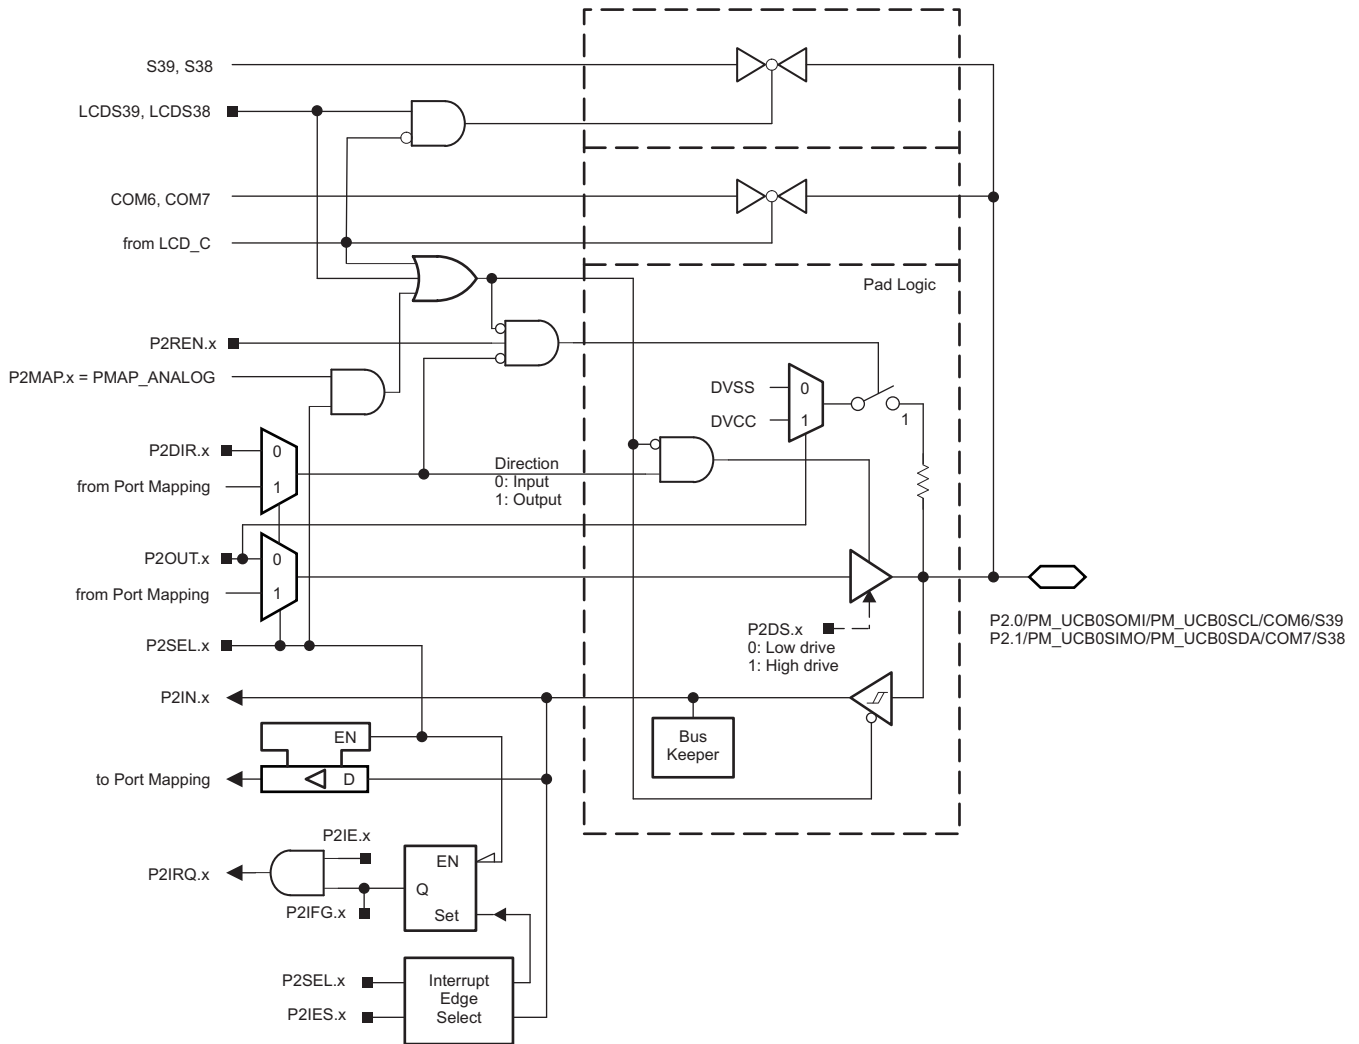 S39, S38
LCDS39, LCDS38
COM6, COM7
from LCD_C
Pad Logic
P2REN.x
P2MAP.x = PMAP_ANALOG
DVSS
0
DVCC
1
1
P2DIR.x
0
from Port Mapping
1
Direction
0: Input
1: Output
P2OUT.x
0
from Port Mapping
1
P2SEL.x
P2DS.x
0: Low drive
1: High drive
P2.0/PM_UCB0SOMI/PM_UCB0SCL/COM6/S39
P2.1/PM_UCB0SIMO/PM_UCB0SDA/COM7/S38
P2IN.x
Bus
Keeper
EN
to Port Mapping
D
P2IE.x
P2IRQ.x
EN
Q
P2IFG.x
Set
P2SEL.x
P2IES.x
Interrupt
Edge
Select